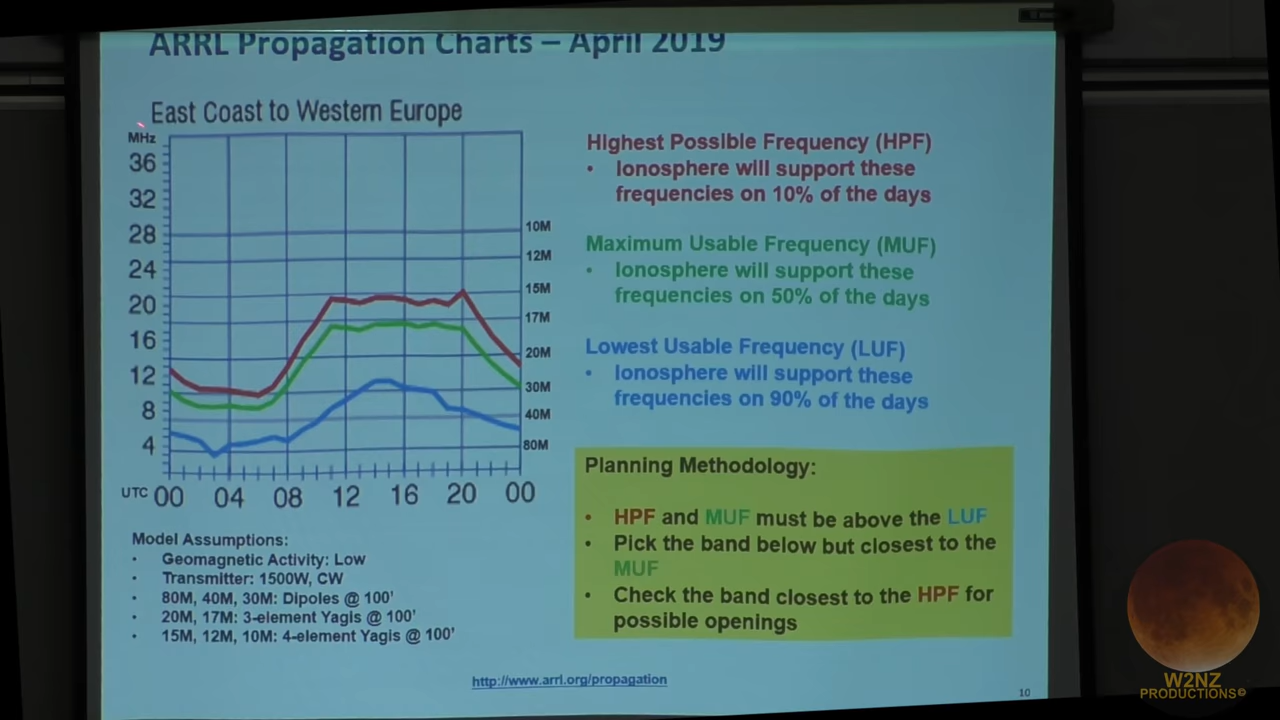 ARRL Propagation Charts – April 2019
East Coast to Western Europe
MHz
36
32
28
24
20
16
12
8
4
10M
12M
15M
17M
20M
30M
40M
80M
UTC 00 04 08 12 16 20 00
Model Assumptions:
• Geomagnetic Activity: Low
• Transmitter: 1500W, CW
• 80M, 40M, 30M: Dipoles @ 100'
• 20M, 17M: 3-element Yagis @ 100'
• 15M, 12M, 10M: 4-element Yagis @ 100'
Highest Possible Frequency (HPF)
• Ionosphere will support these
frequencies on 10% of the days
Maximum Usable Frequency (MUF)
• Ionosphere will support these
frequencies on 50% of the days
Lowest Usable Frequency (LUF)
• Ionosphere will support these
frequencies on 90% of the days
Planning Methodology:
• HPF and MUF must be above the LUF
• Pick the band below but closest to the
MUF
• Check the band closest to the HPF for
possible openings
http://www.arrl.org/propagation
10
W2NZ
PRODUCTIONS©